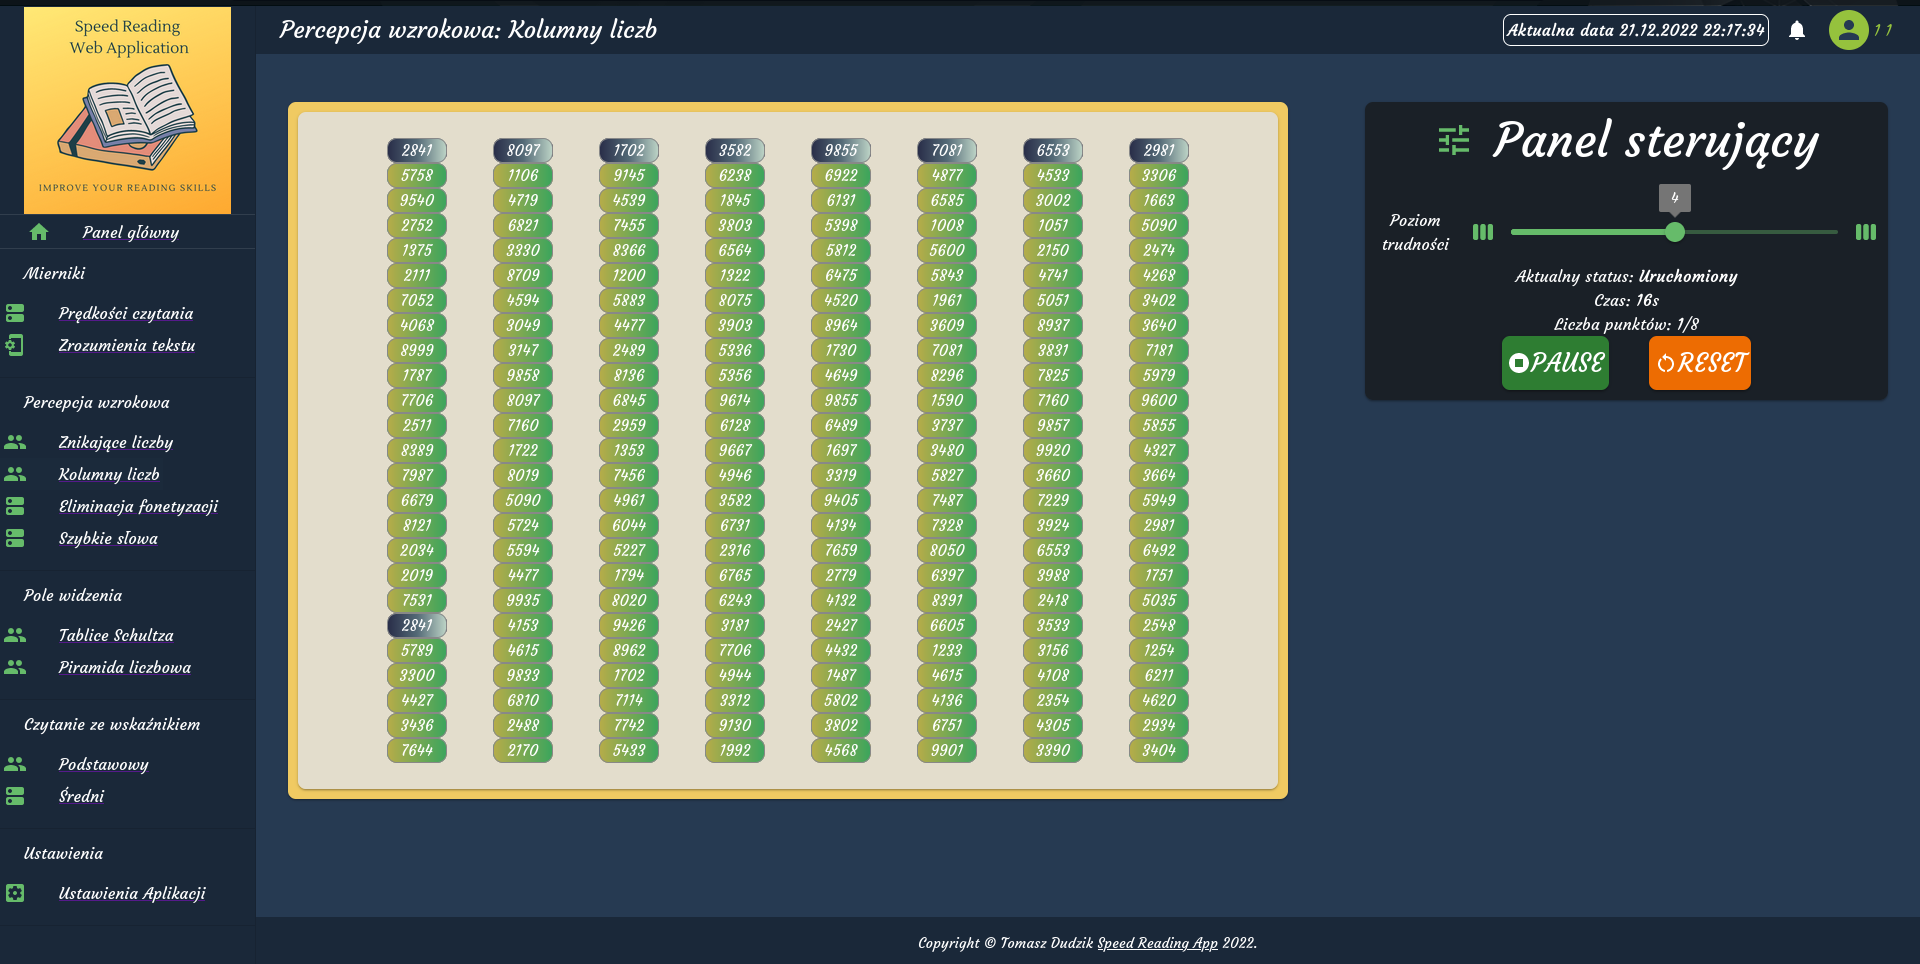 Speed Reading
Web Application
IMPROVE YOUR READING SKILLS
Panel główny
Mierniki
Prędkości czytania
Zrozumienia tekstu
Percepcja wzrokowa
Znikające liczby
Kolumny liczb
Eliminacja fonetyzacji
Szybkie słowa
Pole widzenia
Tablice Schultza
Piramida liczbowa
Czytanie ze wskaźnikiem
Podstawowy
Średni
Ustawienia
Ustawienia Aplikacji
Percepcja wzrokowa: Kolumny liczb
Aktualna data 21.12.2022 22:17:34
1 1
2841 8097 1702 3582 9855 7081 6553 2981
5758 1106 9145 6238 6922 4877 4533 3306
9540 4719 4539 1845 6131 6585 3002 1663
2752 6821 7455 3803 5398 1008 1051 5090
1375 3330 8366 6564 5812 5600 2150 2474
2111 8709 1200 1322 6475 5843 4741 4268
7052 4594 5883 8075 4520 1961 5051 3402
4068 3049 4477 3903 8964 3609 8937 3640
8999 3147 2489 5336 1730 7081 3831 7181
1787 9858 8136 5356 4649 8296 7825 5979
7706 8097 6845 9614 9855 1590 7160 9600
2511 7160 2959 6128 6489 3737 9857 5855
8389 1722 1353 9667 1697 3480 9920 4327
7987 8019 7456 4946 3319 5827 3660 3664
6679 5090 4961 3582 9405 7487 7229 5949
8121 5724 6044 6731 4134 7328 3924 2981
2034 5594 5227 2316 7659 8050 6553 6492
2019 4477 1794 6765 2779 6397 3988 1751
7531 9935 8020 6243 4132 8391 2418 5035
2841 4153 9426 3181 2427 6605 3533 2548
5789 4615 8962 7706 4432 1233 3156 1254
3300 9833 1702 4944 1487 4615 4108 6211
4427 6810 7114 3312 5802 4136 2354 4620
3436 2488 7742 9130 3802 6751 4305 2934
7644 2170 5433 1992 4568 9901 3390 3404
Panel sterujący
4
Poziom
trudności
Aktualny status: Uruchomiony
Czas: 16s
Liczba punktów: 1/8
PAUSE RESET
Copyright © Tomasz Dudzik Speed Reading App 2022.